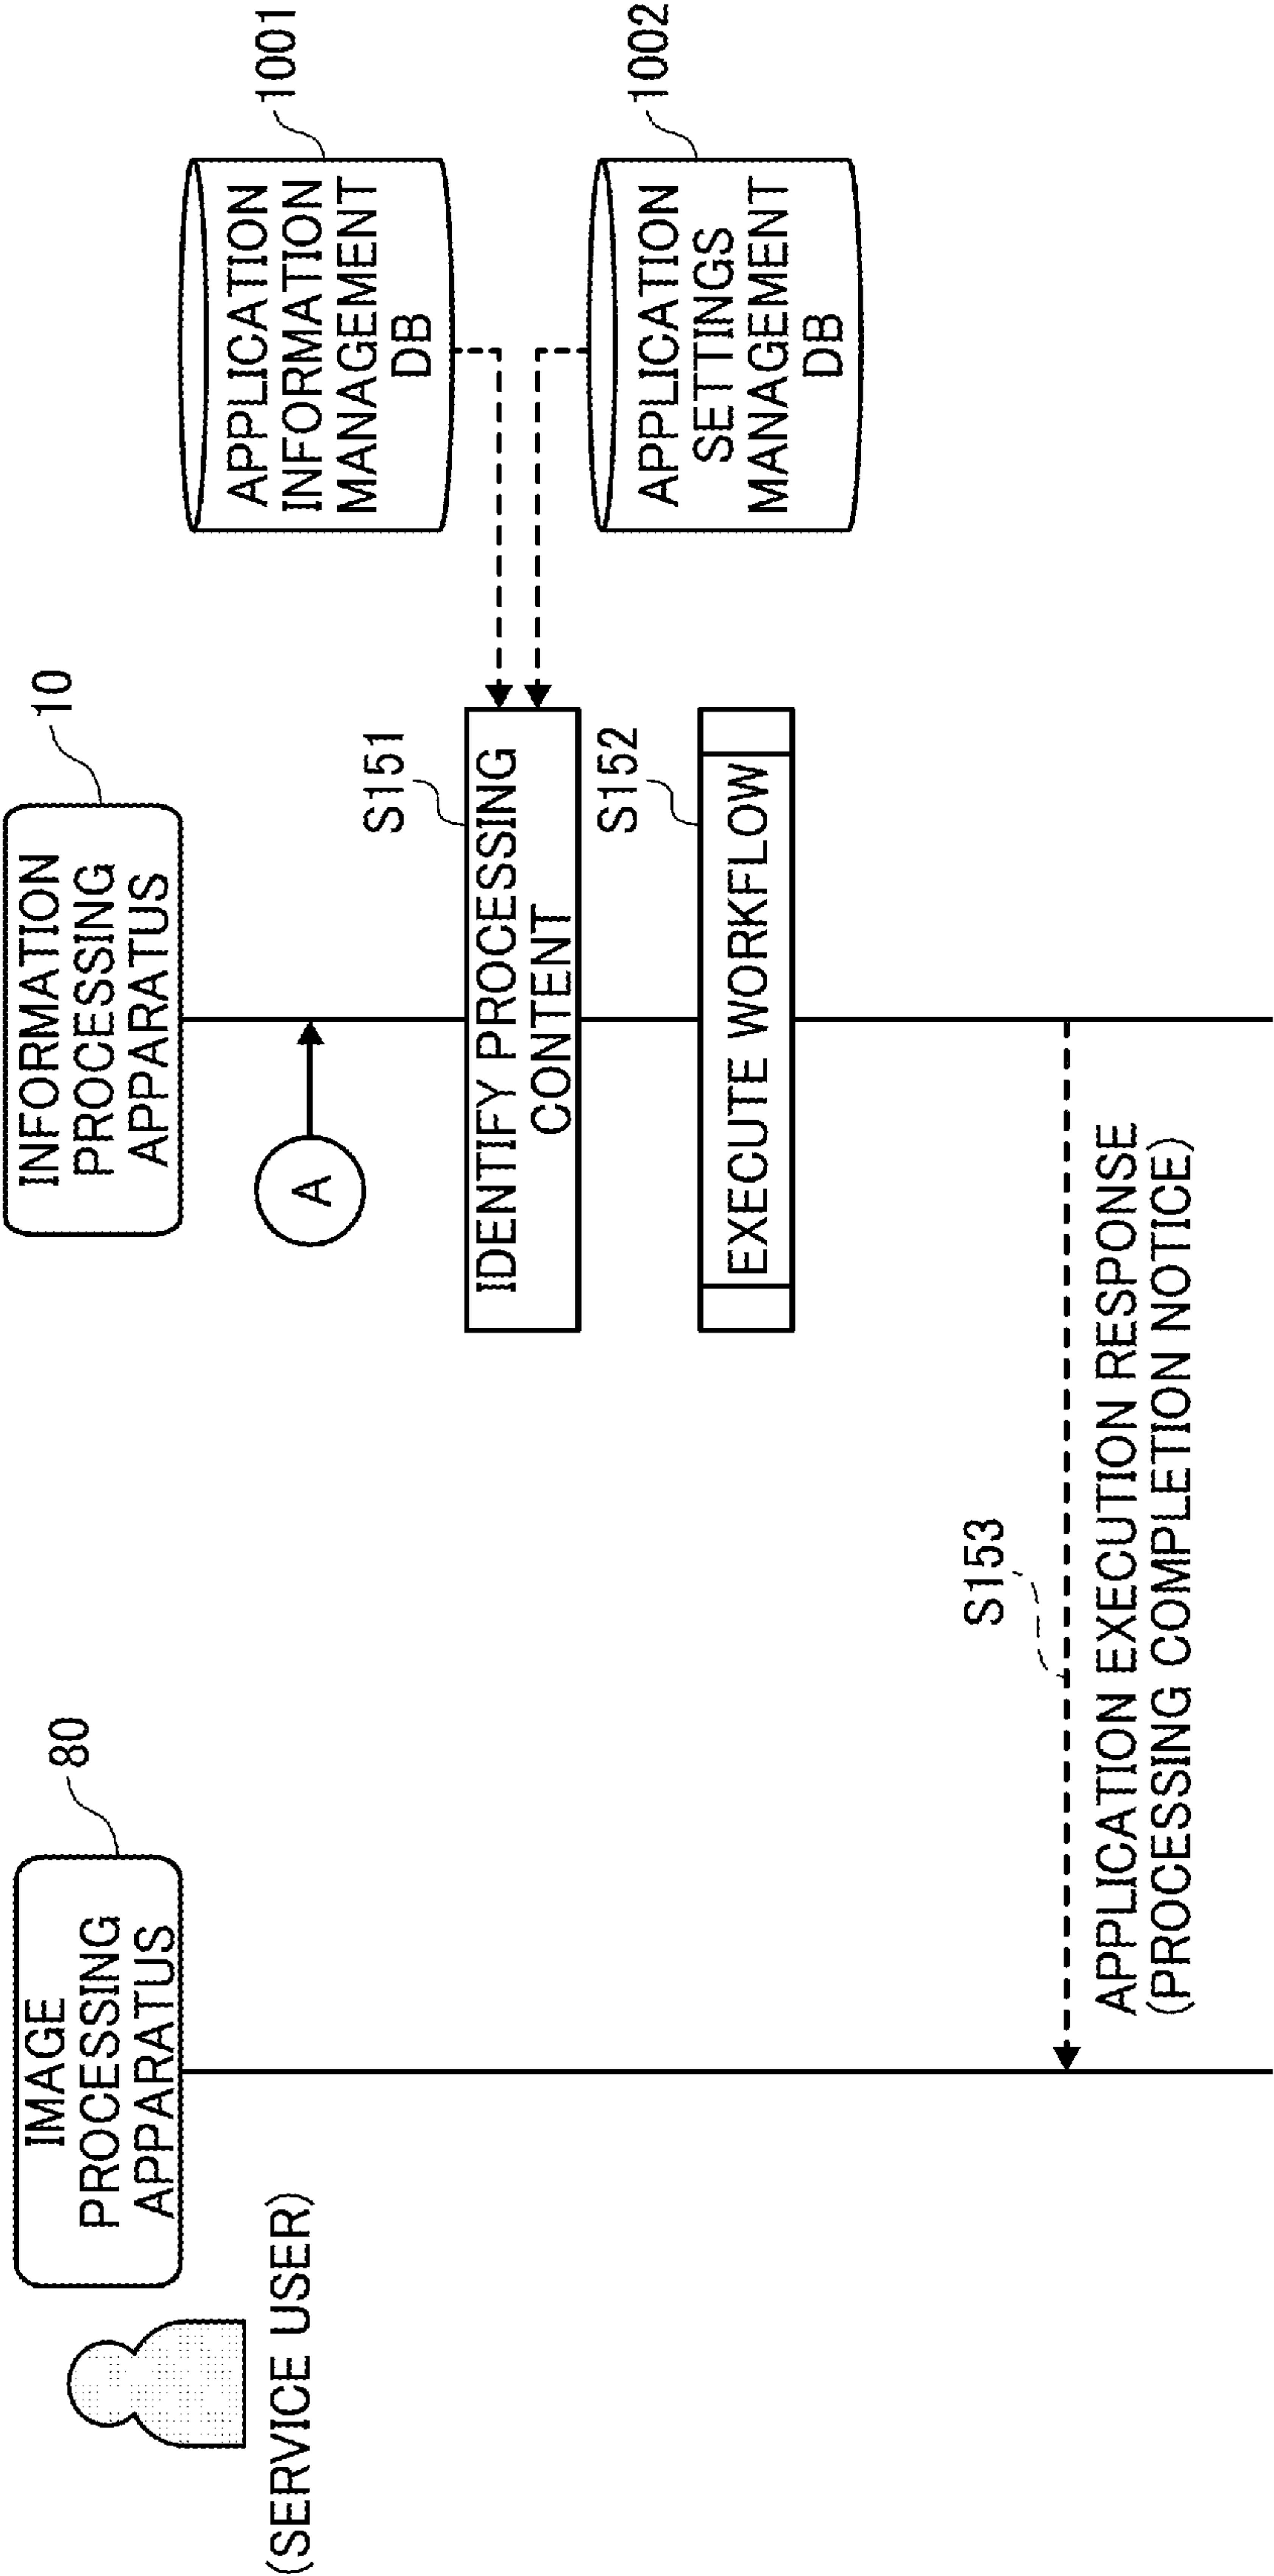 (SERVICE USER)
IMAGE
PROCESSING
APPARATUS
80
INFORMATION
PROCESSING
APPARATUS
10
A
APPLICATION
INFORMATION
MANAGEMENT
DB
1001
S151
IDENTIFY PROCESSING
CONTENT
APPLICATION
SETTINGS
MANAGEMENT
DB
1002
S152
EXECUTE WORKFLOW
S153
APPLICATION EXECUTION RESPONSE
(PROCESSING COMPLETION NOTICE)